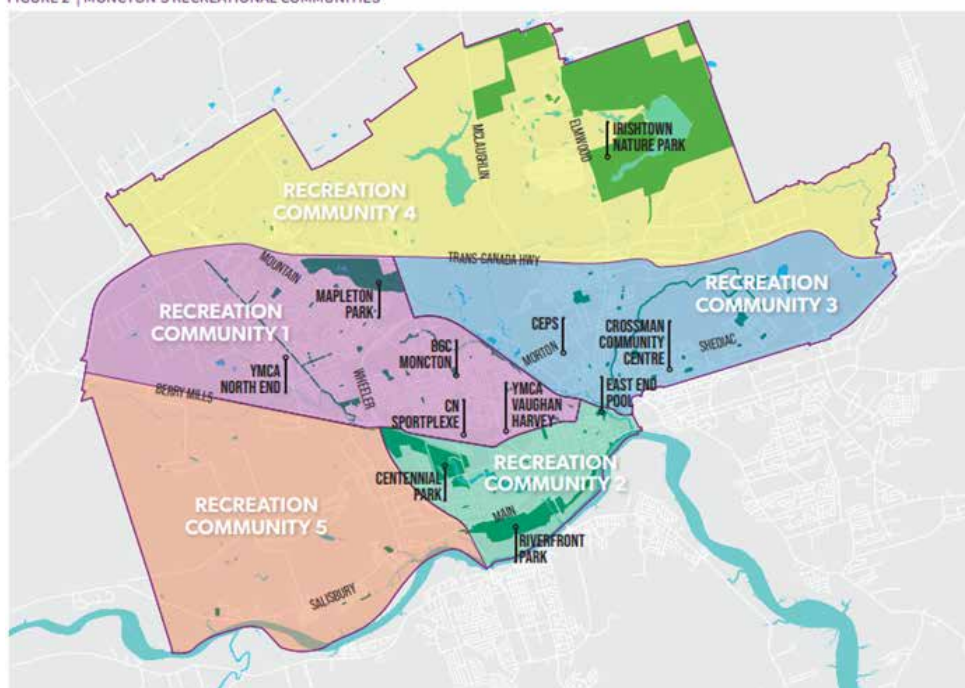 FIGURE 2 | MONCTON'S RECREATIONAL COMMUNITIES
MCLAUGHLIN
ELMWOOD
IRISHTOWN
NATURE PARK
RECREATION
COMMUNITY 4
TRANS-CANADA HWY
MOUNTAIN
MAPLETON
PARK
RECREATION
COMMUNITY 1
RECREATION
COMMUNITY 3
CEPS
CROSSMAN
COMMUNITY
CENTRE
MORTON
SHEDIAC
BGC
MONCTON
YMCA
NORTH END
WHEELER
BERRY MILLS
CN
SPORTPLEXE
YMCA
VAUGHAN
HARVEY
EAST END
POOL
RECREATION
COMMUNITY 2
CENTENNIAL
PARK
RECREATION
COMMUNITY 5
MAIN
RIVERFRONT
PARK
SALISBURY